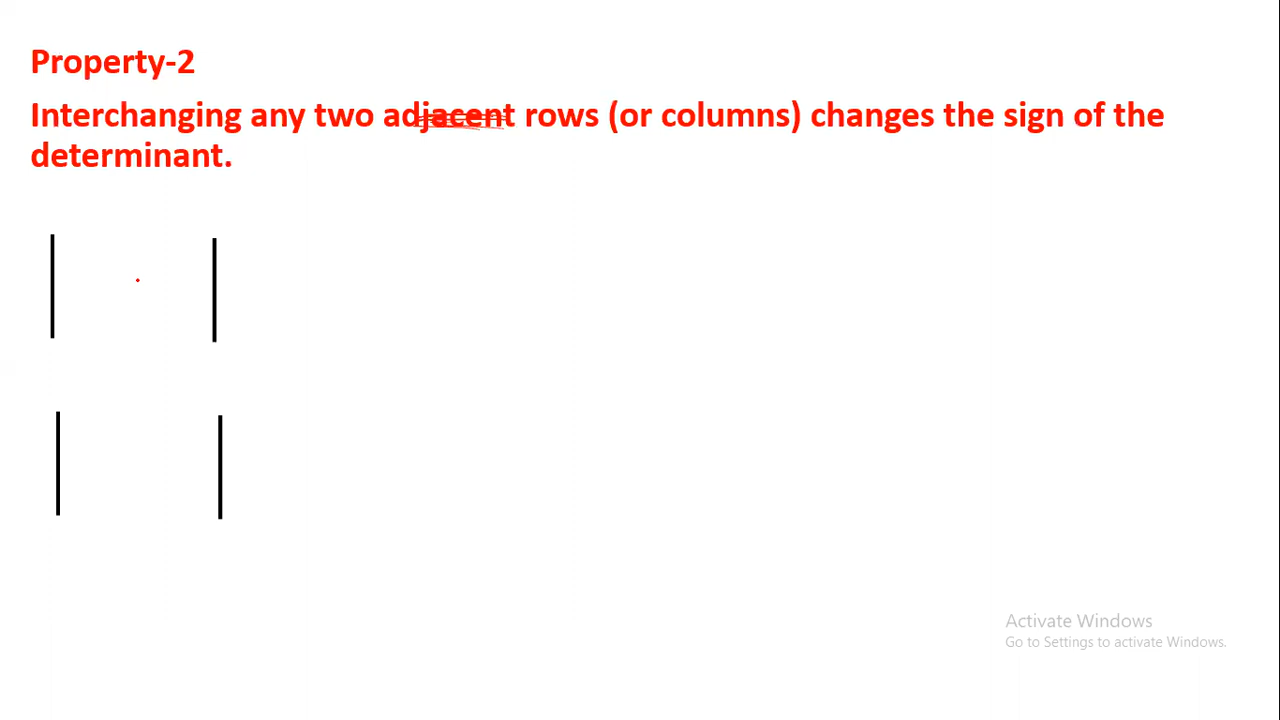 Property-2
Interchanging any two adjacent rows (or columns) changes the sign of the
determinant.
Activate Windows
Go to Settings to activate Windows.